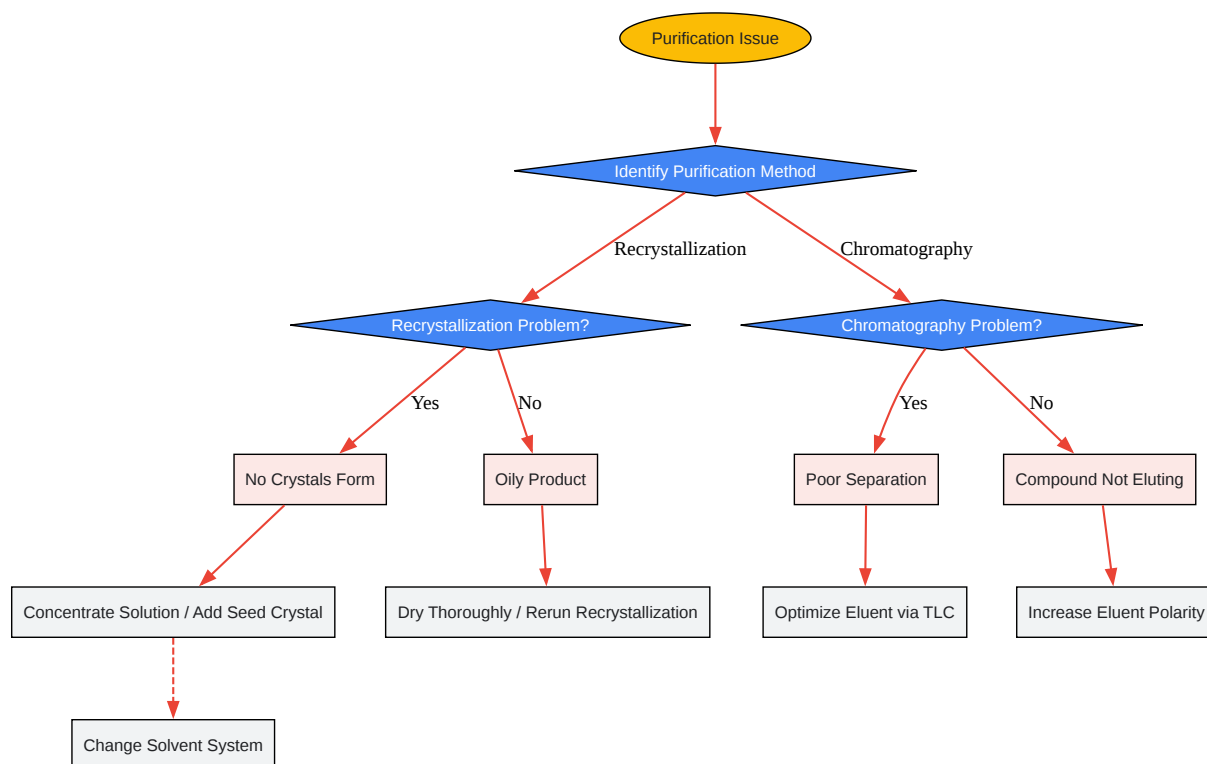 Purification Issue
Identify Purification Method
Recrystallization
Chromatography
Recrystallization Problem?
Chromatography Problem?
Yes
No
Yes
No
No Crystals Form
Oily Product
Poor Separation
Compound Not Eluting
Concentrate Solution / Add Seed Crystal
Dry Thoroughly / Rerun Recrystallization
Optimize Eluent via TLC
Increase Eluent Polarity
Change Solvent System